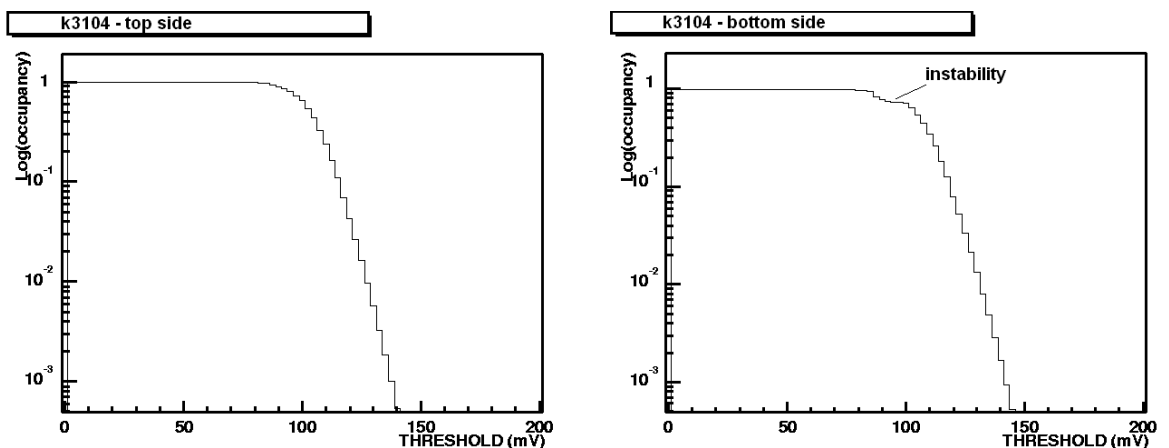 k3104 - top side
Log(occupancy)
1
10-1
10-2
10-3
0 50 100 150 200
THRESHOLD (mV)
k3104 - bottom side
instability
Log(occupancy)
1
10-1
10-2
10-3
0 50 100 150 200
THRESHOLD (mV)